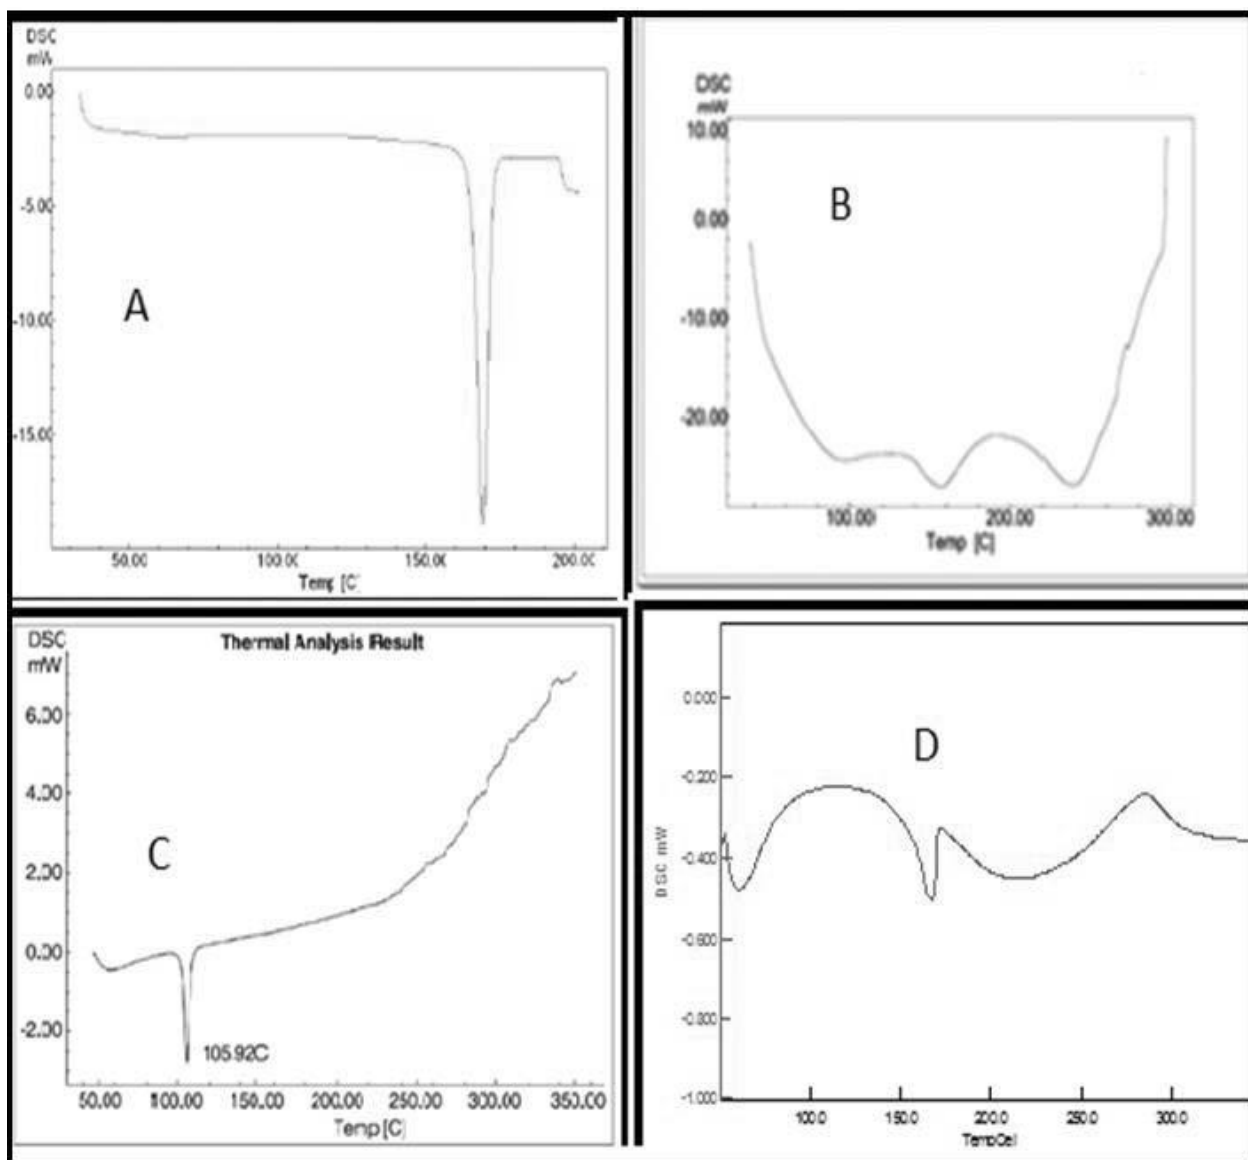 DSC
mW
0.00
-5.00
-10.00
-15.00
A
50.00 100.00 150.00 200.00
Temp [C]
DSC
mW
10.00
0.00
-10.00
-20.00
B
100.00 200.00 300.00
Temp [C]
DSC
mW
Thermal Analysis Result
6.00
4.00
2.00
0.00
-2.00
C
105.92C
50.00 100.00 150.00 200.00 250.00 300.00 350.00
Temp [C]
0.000
-0.200
-0.400
-0.600
-0.800
-1.000
DSC mW
D
100.0 150.0 200.0 250.0 300.0
TempCel